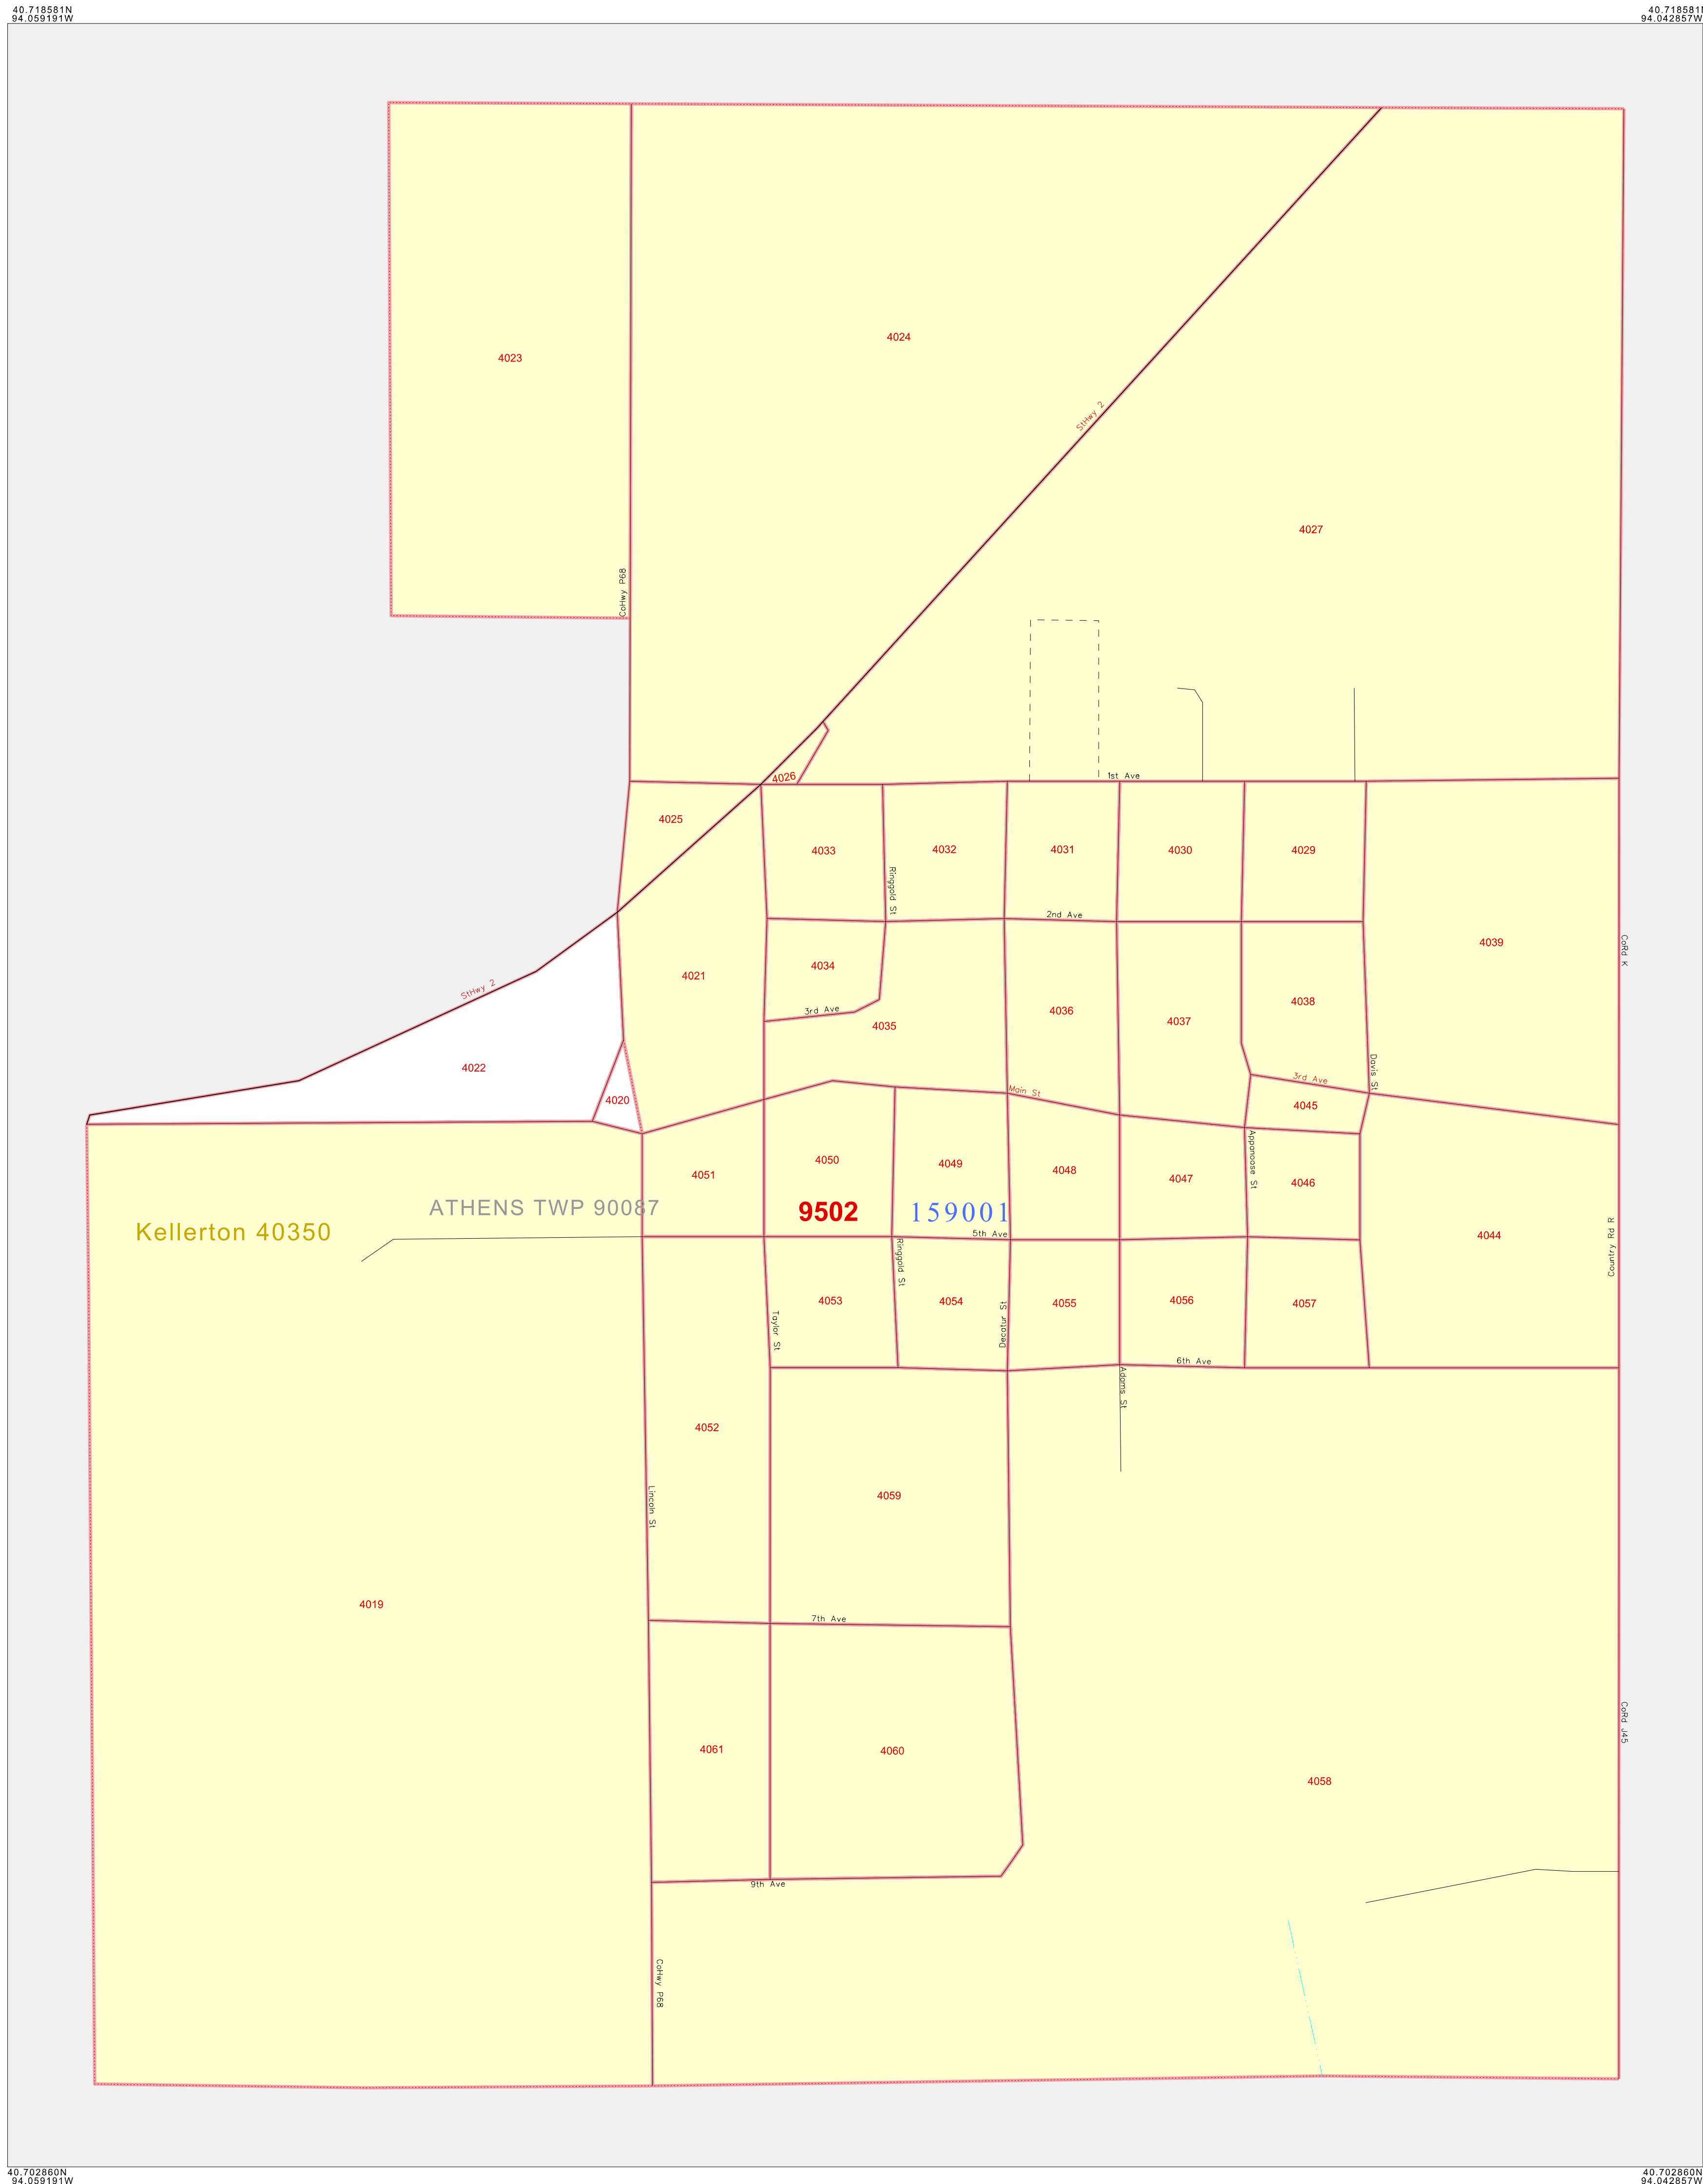 40.718581N
94.059191W
40.718581
94.042857W
4024
4023
StHwy 2
4027
CoHwy P68
4026
1st Ave
4025
4033
4032
4031
4030
4029
Ringgold St
2nd Ave
4039
CoRd K
4034
4021
StHwy 2
4038
3rd Ave
4036
4037
4035
4022
Davis St
3rd Ave
Main St
4020
4045
4050
4049
4048
4051
4047
4046
Appanoose St
ATHENS TWP 90087
9502
159001
Kellerton 40350
5th Ave
4044
Country Rd R
Ringgold St
4053
4054
4055
4056
4057
Taylor St
Decatur St
6th Ave
Adams St
4052
4059
Lincoln St
4019
7th Ave
CoRd J45
4061
4060
4058
9th Ave
CoHwy P68
40.702860N
94.059191W
40.702860N
94.042857W